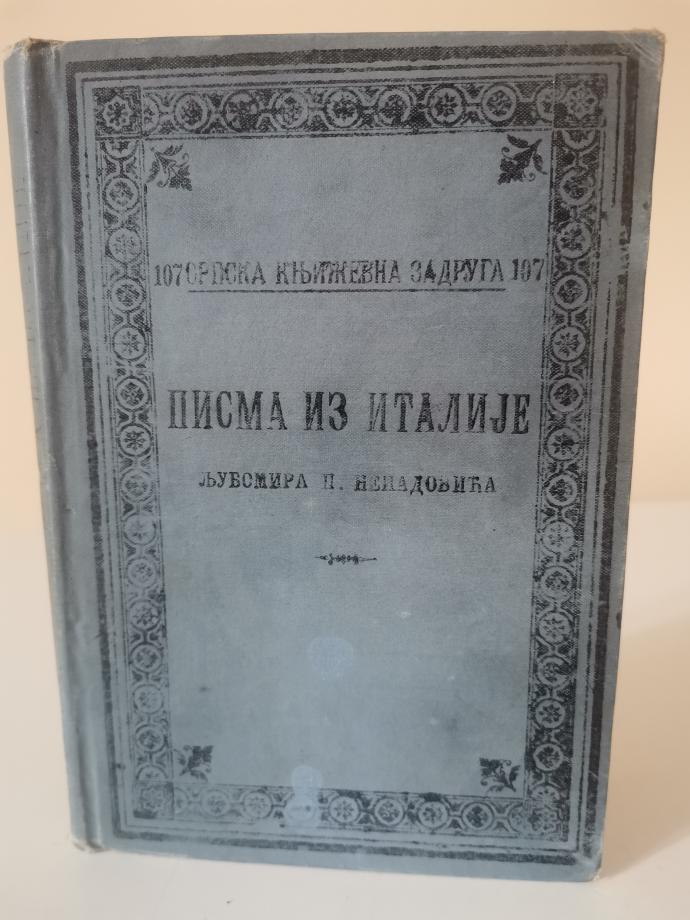 107 СРПСКА КЊИЖЕВНА ЗАДРУГА 107
ПИСМА ИЗ ИТАЛИЈЕ
ЉУБОМИРА П. НЕНАДОВИЋА